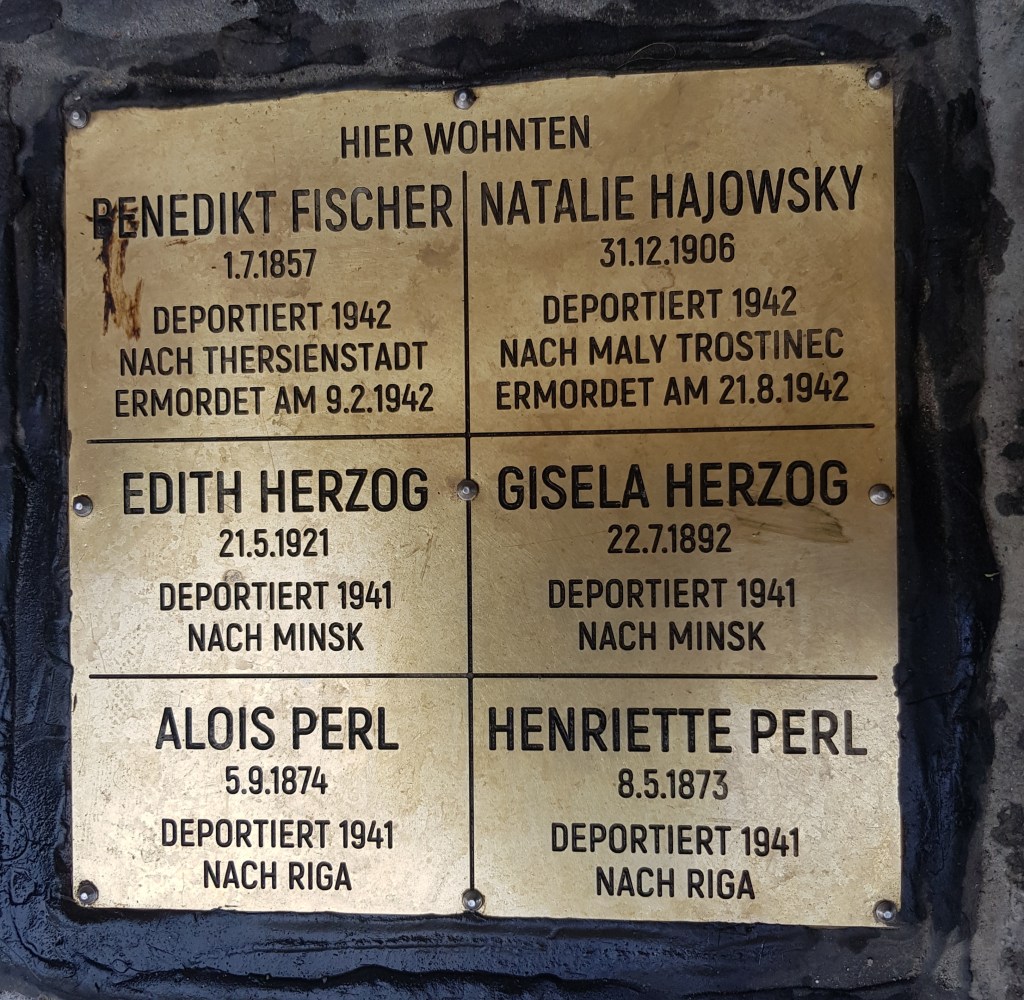 HIER WOHNTEN
BENEDIKT FISCHER
1.7.1857
DEPORTIERT 1942
NACH THERSIENSTADT
ERMORDET AM 9.2.1942
NATALIE HAJOWSKY
31.12.1906
DEPORTIERT 1942
NACH MALY TROSTINEC
ERMORDET AM 21.8.1942
EDITH HERZOG
21.5.1921
DEPORTIERT 1941
NACH MINSK
GISELA HERZOG
22.7.1892
DEPORTIERT 1941
NACH MINSK
ALOIS PERL
5.9.1874
DEPORTIERT 1941
NACH RIGA
HENRIETTE PERL
8.5.1873
DEPORTIERT 1941
NACH RIGA